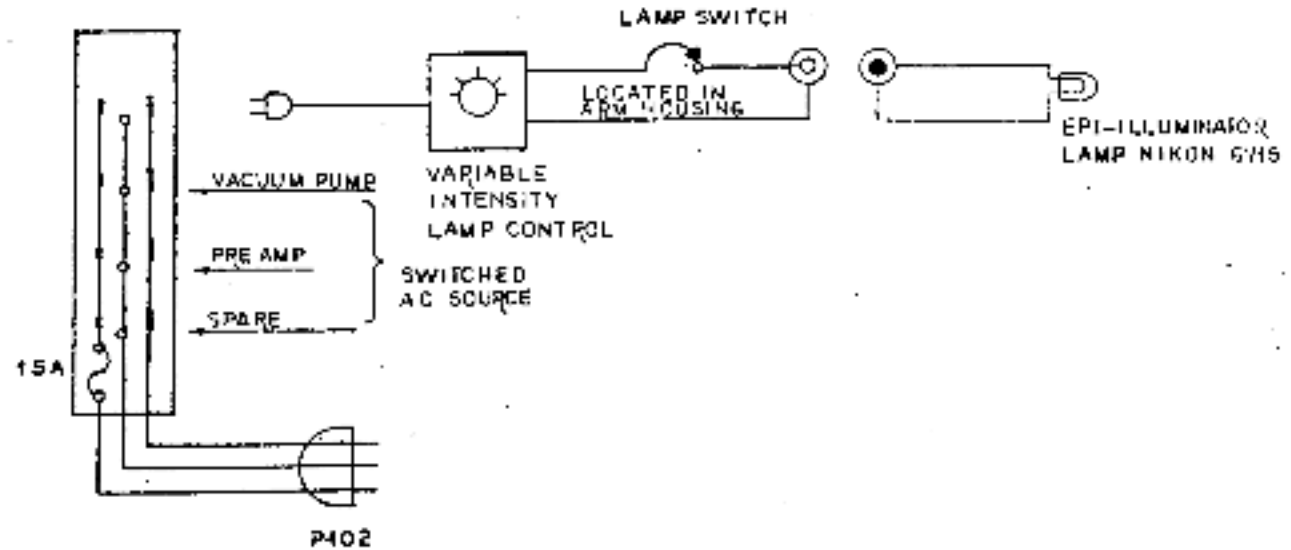 LAMP SWITCH
LOCATED IN
ARM HOUSING
EPI-ILLUMINATOR
LAMP NIKON 6V15
VACUUM PUMP
VARIABLE
INTENSITY
LAMP CONTROL
PRE AMP
SWITCHED
AC SOURCE
SPARE
15A
P402